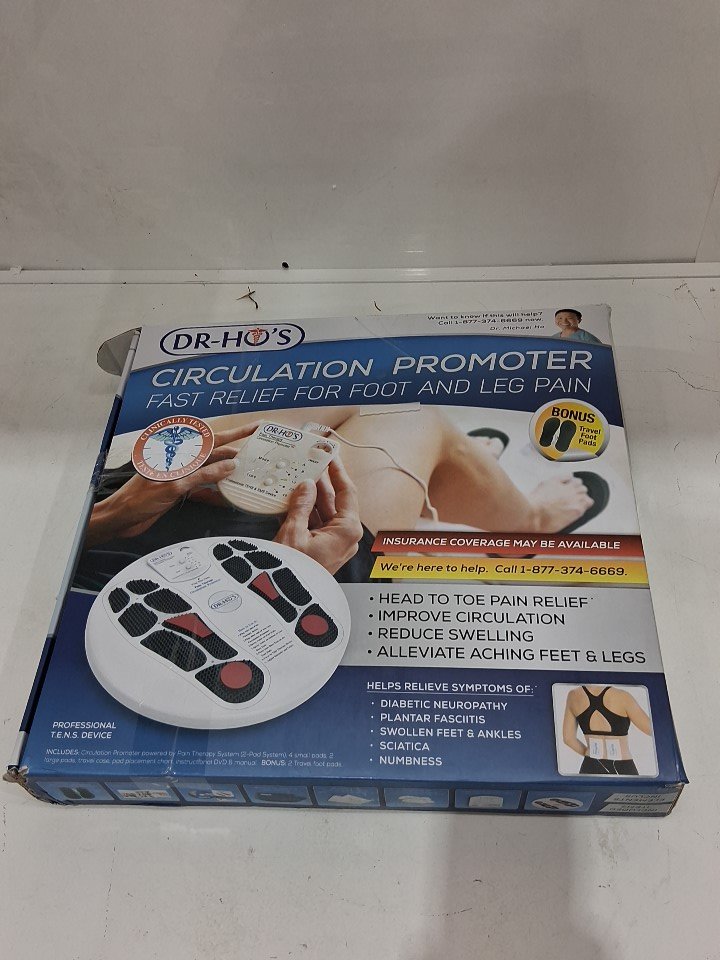 Want to know if this will help?
Call 1-877-374-6669 now.
Dr. Michael Ho
DR-HO'S
CIRCULATION PROMOTER
FAST RELIEF FOR FOOT AND LEG PAIN
BONUS
Travel
Foot
Pads
CLINICALLY TESTED
DR-HO'S
Pain Therapy
INSURANCE COVERAGE MAY BE AVAILABLE
We're here to help. Call 1-877-374-6669.
DR-HO'S
• HEAD TO TOE PAIN RELIEF*
• IMPROVE CIRCULATION
• REDUCE SWELLING
• ALLEVIATE ACHING FEET & LEGS
HELPS RELIEVE SYMPTOMS OF:*
• DIABETIC NEUROPATHY
• PLANTAR FASCIITIS
• SWOLLEN FEET & ANKLES
• SCIATICA
• NUMBNESS
PROFESSIONAL
T.E.N.S. DEVICE
INCLUDES: Circulation Promoter powered by Pain Therapy System (2-Pad System), 4 small pads, 2
large pads, travel case, pad placement chart, instructional DVD & manual. BONUS: 2 Travel foot pads